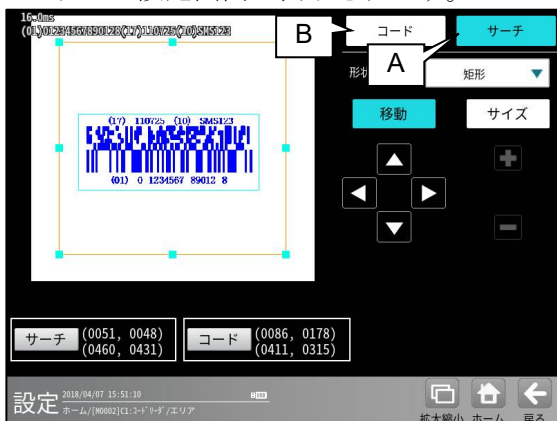 16.0ms
(01)01234567890128(17)110725(10)SMS123
B
コード
サーチ
A
矩形
移動
サイズ
(17) 110725 (10) SMS123
(01) 0 1234567 89012 8
サーチ
(0051, 0048)
(0460, 0431)
コード
(0086, 0178)
(0411, 0315)
設定
2018/04/07 15:51:10
ホーム/[M0002]C1:コードリーダ/エリア
拡大縮小
ホーム
戻る